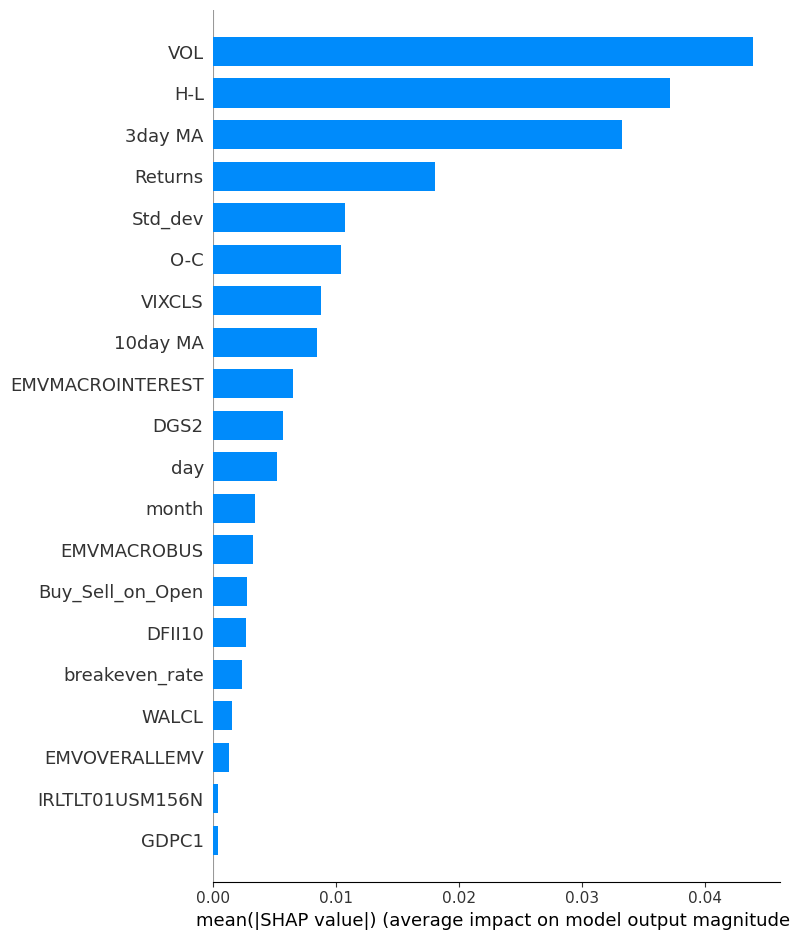 VOL
H-L
3day MA
Returns
Std_dev
O-C
VIXCLS
10day MA
EMVMACROINTEREST
DGS2
day
month
EMVMACROBUS
Buy_Sell_on_Open
DFII10
breakeven_rate
WALCL
EMVOVERALLEMV
IRLTLT01USM156N
GDPC1
0.00 0.01 0.02 0.03 0.04
mean(|SHAP value|) (average impact on model output magnitude